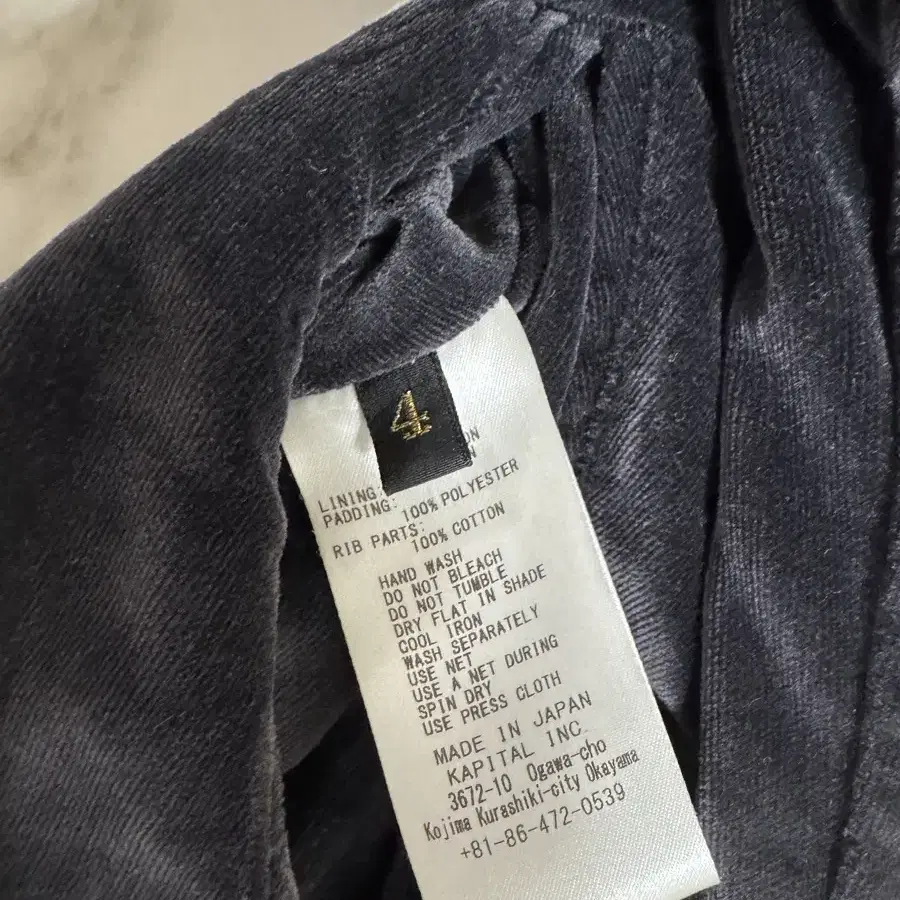 4
LINING:
PADDING:
100% POLYESTER
RIB PARTS:
100% COTTON
HAND WASH
DO NOT BLEACH
DO NOT TUMBLE
DRY FLAT IN SHADE
COOL IRON
WASH SEPARATELY
USE NET
USE A NET DURING
SPIN DRY
USE PRESS CLOTH
MADE IN JAPAN
KAPITAL INC.
3672-10 Ogawa-cho
Kojima Kurashiki-city Okayama
+81-86-472-0539